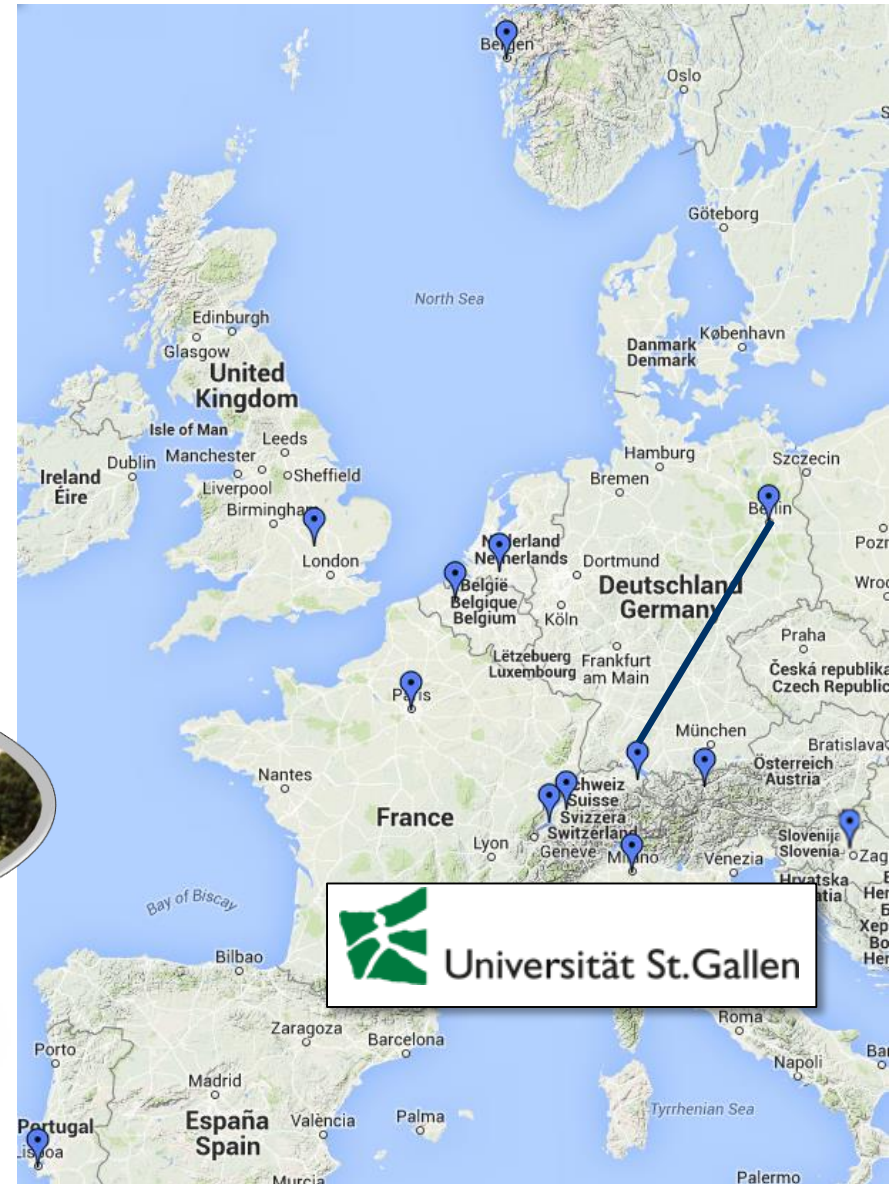 Bergen
Oslo
Göteborg
North Sea
Edinburgh
Glasgow
Danmark
Denmark
København
United
Kingdom
Isle of Man
Leeds
Manchester
Dublin
Ireland
Éire
Liverpool
Sheffield
Birmingham
London
Hamburg
Szczecin
Bremen
Berlin
Nederland
Netherlands
Dortmund
België
Belgique
Belgium
Deutschland
Germany
Köln
Praha
Lëtzebuerg
Luxembourg
Frankfurt
am Main
Česká republika
Czech Republic
Paris
München
Bratislava
Österreich
Austria
Nantes
Schweiz
Suisse
Svizzera
Switzerland
France
Lyon
Genève
Milano
Venezia
Slovenija
Slovenia
Zag
Hrvatska
Bay of Biscay
Universität St.Gallen
Bilbao
Zaragoza
Barcelona
Roma
Porto
Napoli
Madrid
Portugal
Lisboa
España
Spain
València
Palma
Tyrrhenian Sea
Murcia
Palermo